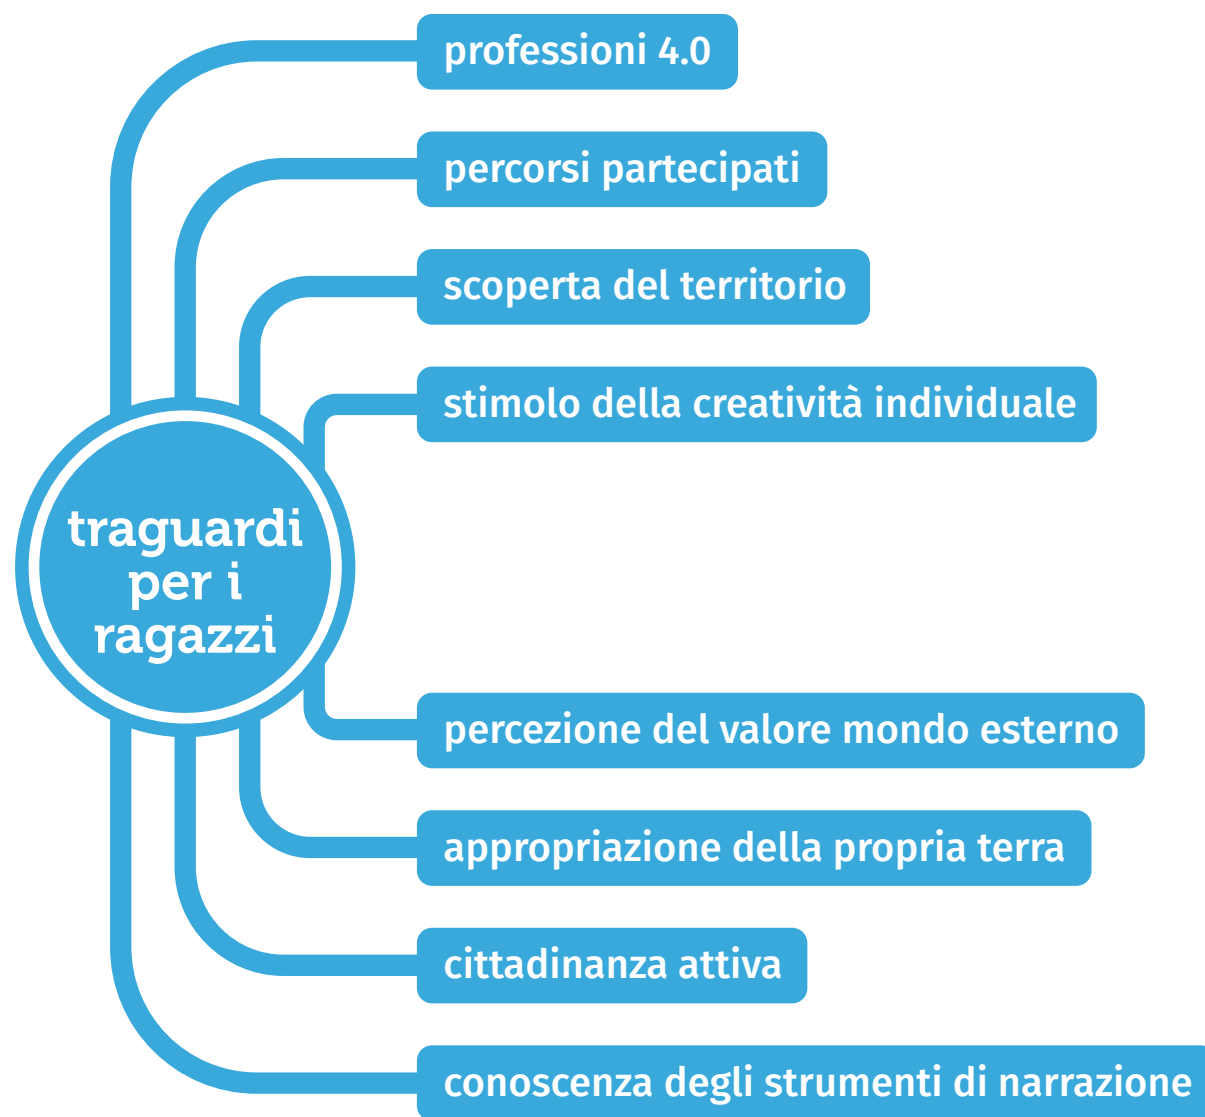 professioni 4.0
percorsi partecipati
scoperta del territorio
stimolo della creatività individuale
traguardi
per i
ragazzi
percezione del valore mondo esterno
appropriazione della propria terra
cittadinanza attiva
conoscenza degli strumenti di narrazione